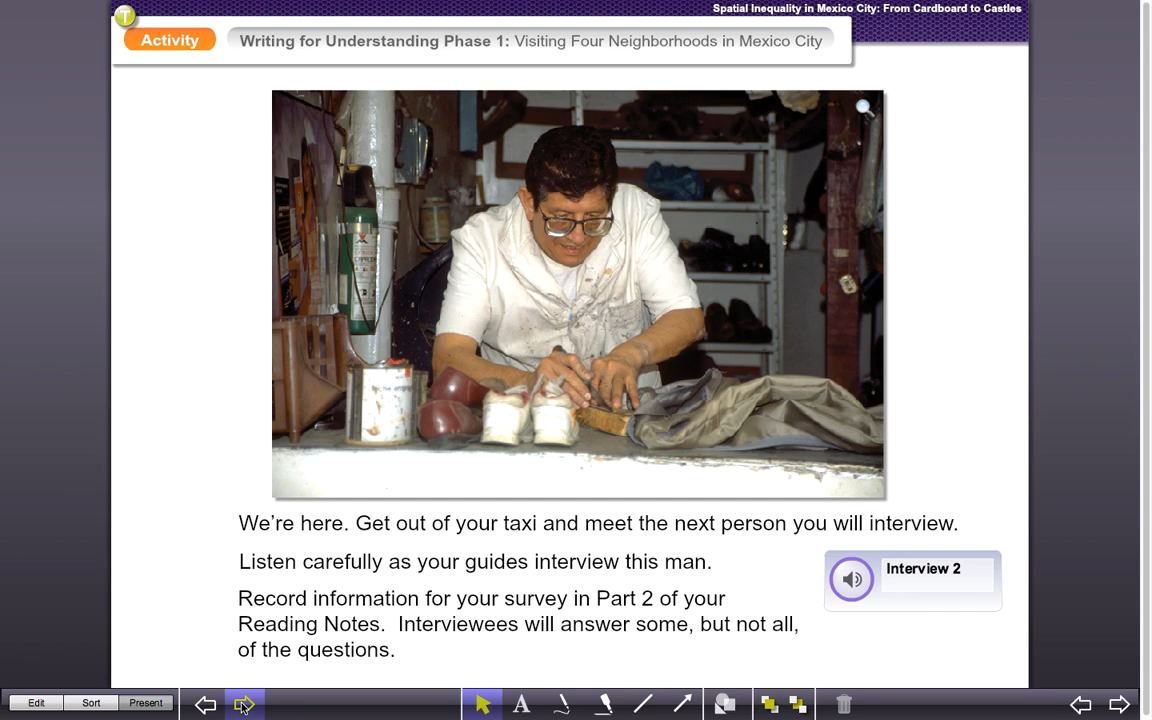 Spatial Inequality in Mexico City: From Cardboard to Castles
T
Activity
Writing for Understanding Phase 1: Visiting Four Neighborhoods in Mexico City
We're here. Get out of your taxi and meet the next person you will interview.
Listen carefully as your guides interview this man.
Interview 2
Record information for your survey in Part 2 of your
Reading Notes.  Interviewees will answer some, but not all,
of the questions.
Edit
Sort
Present
A